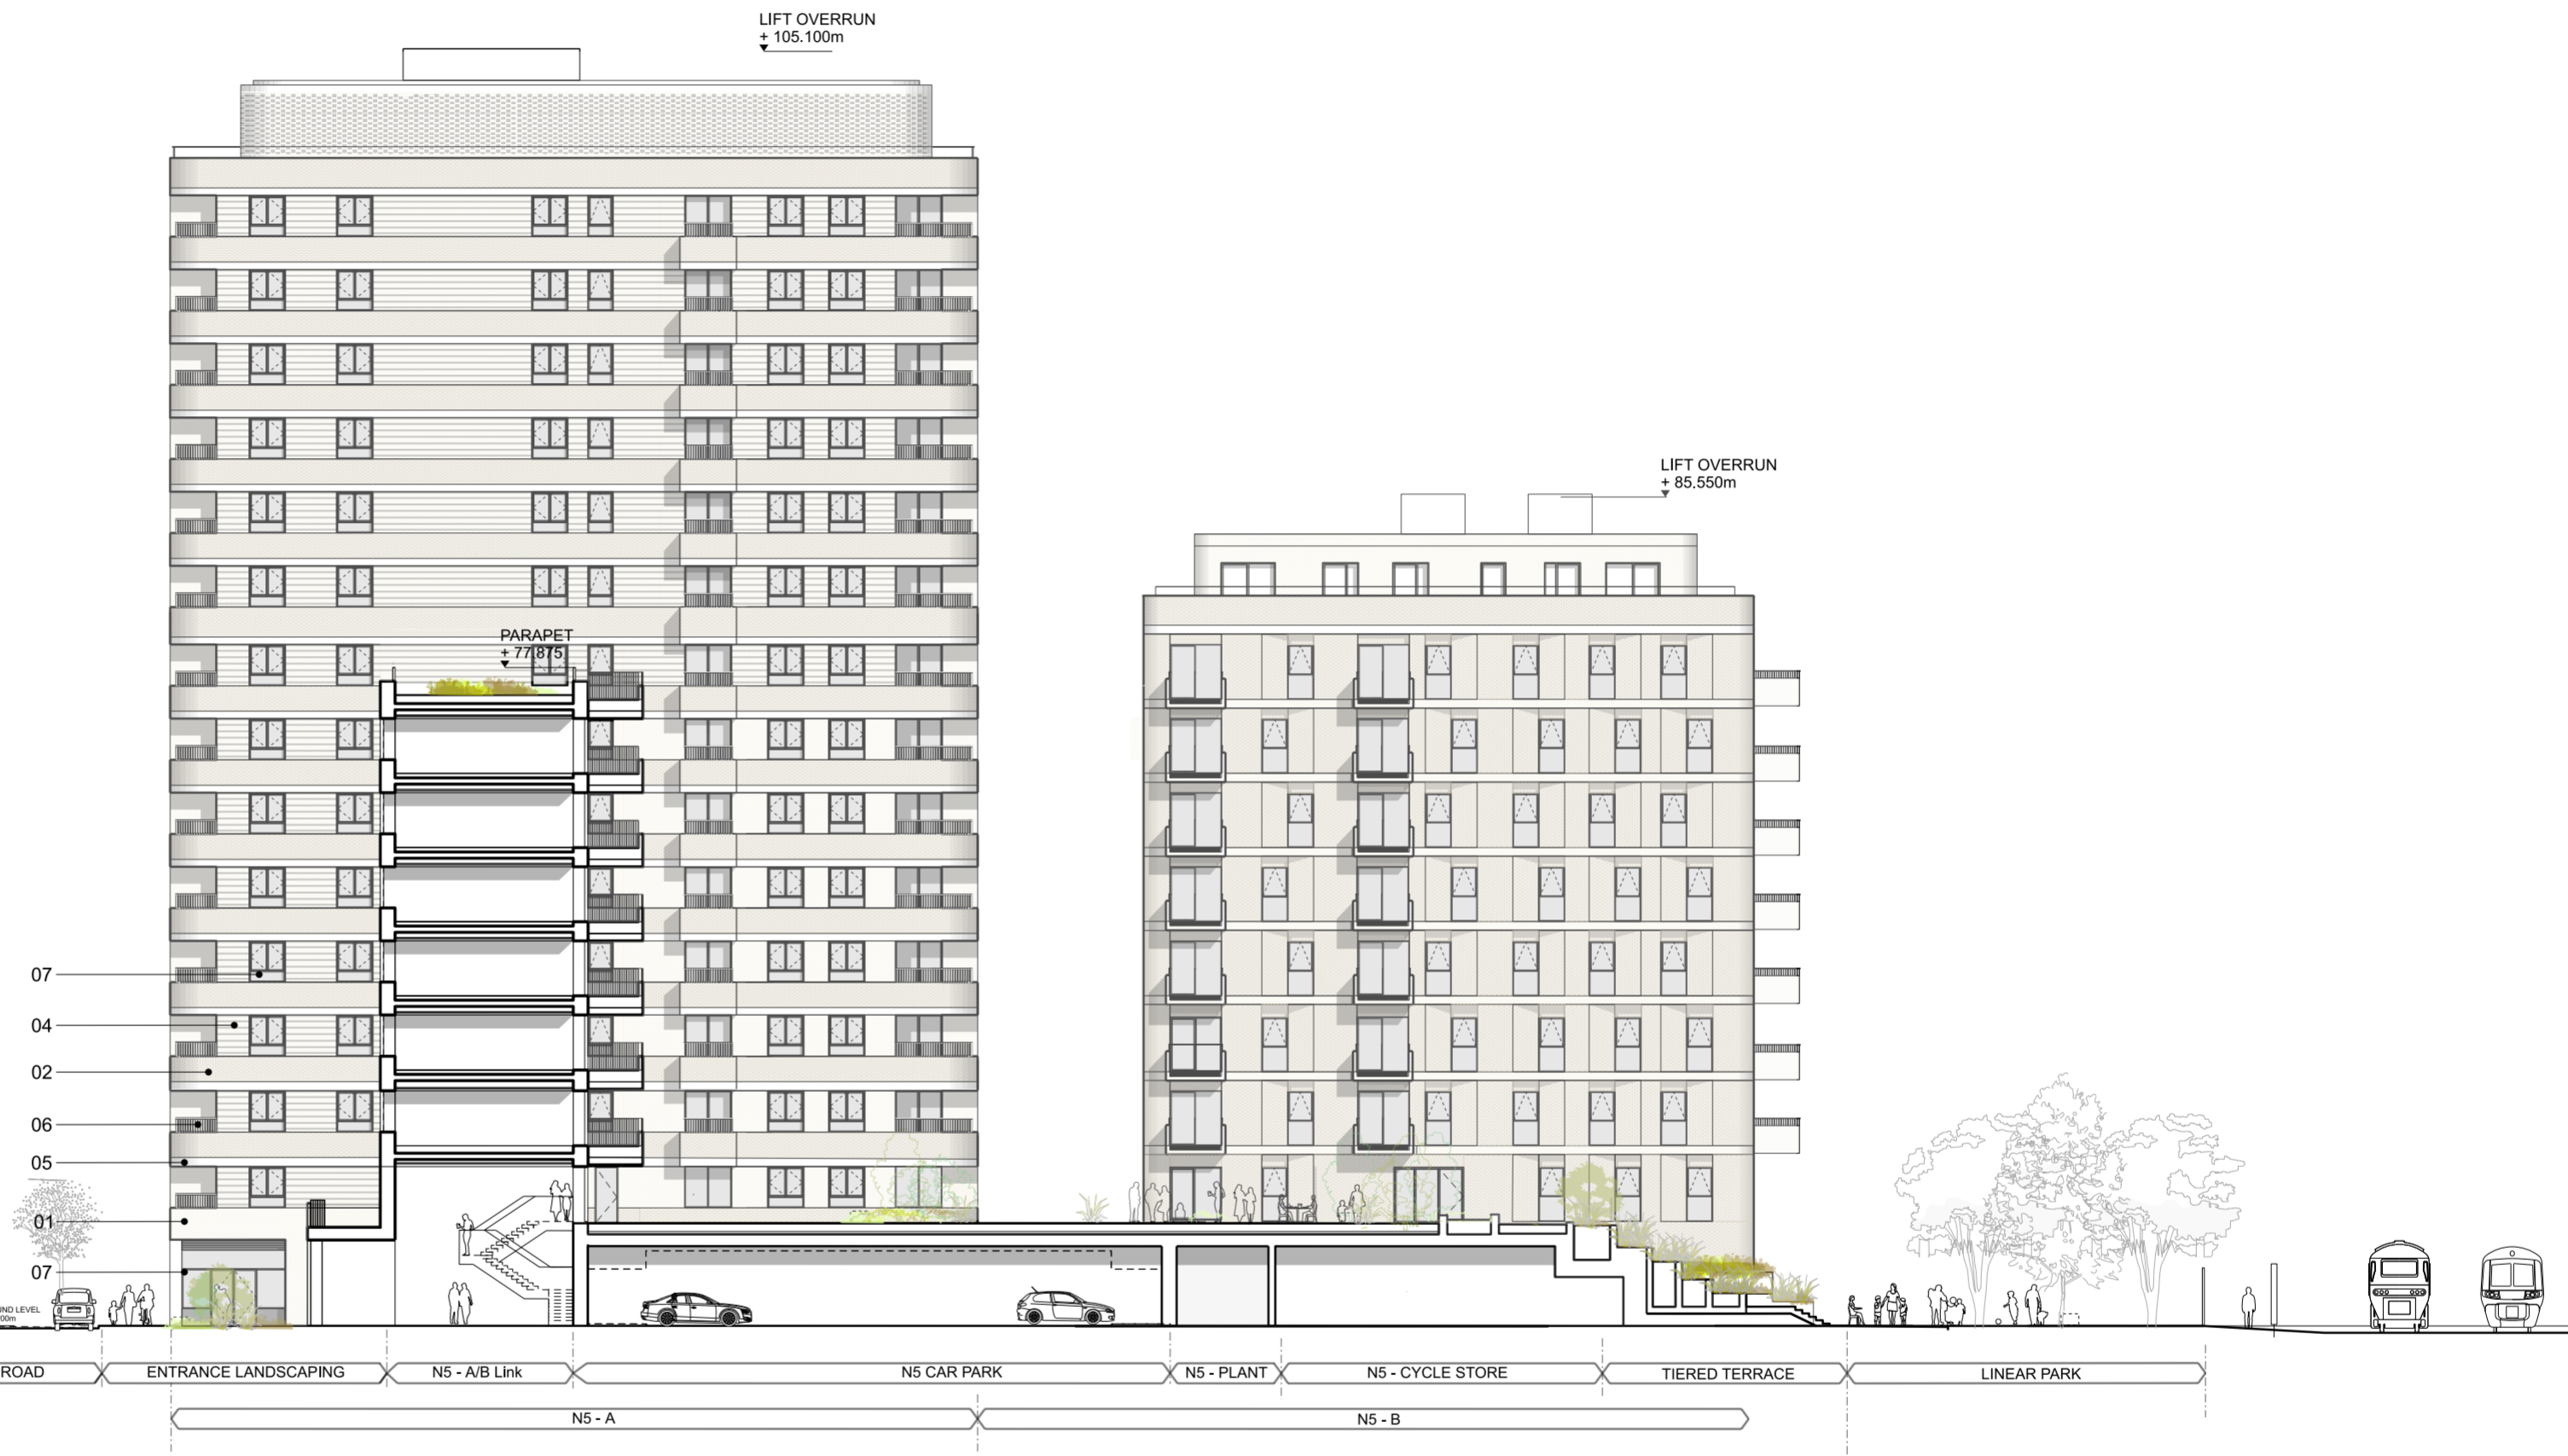 LIFT OVERRUN
+ 105.100m
LIFT OVERRUN
+ 85.550m
PARAPET
+ 77.875
07
04
02
06
05
01
07
LEVEL
ROAD
ENTRANCE LANDSCAPING
N5 - A/B Link
N5 CAR PARK
N5 - PLANT
N5 - CYCLE STORE
TIERED TERRACE
LINEAR PARK
N5 - A
N5 - B